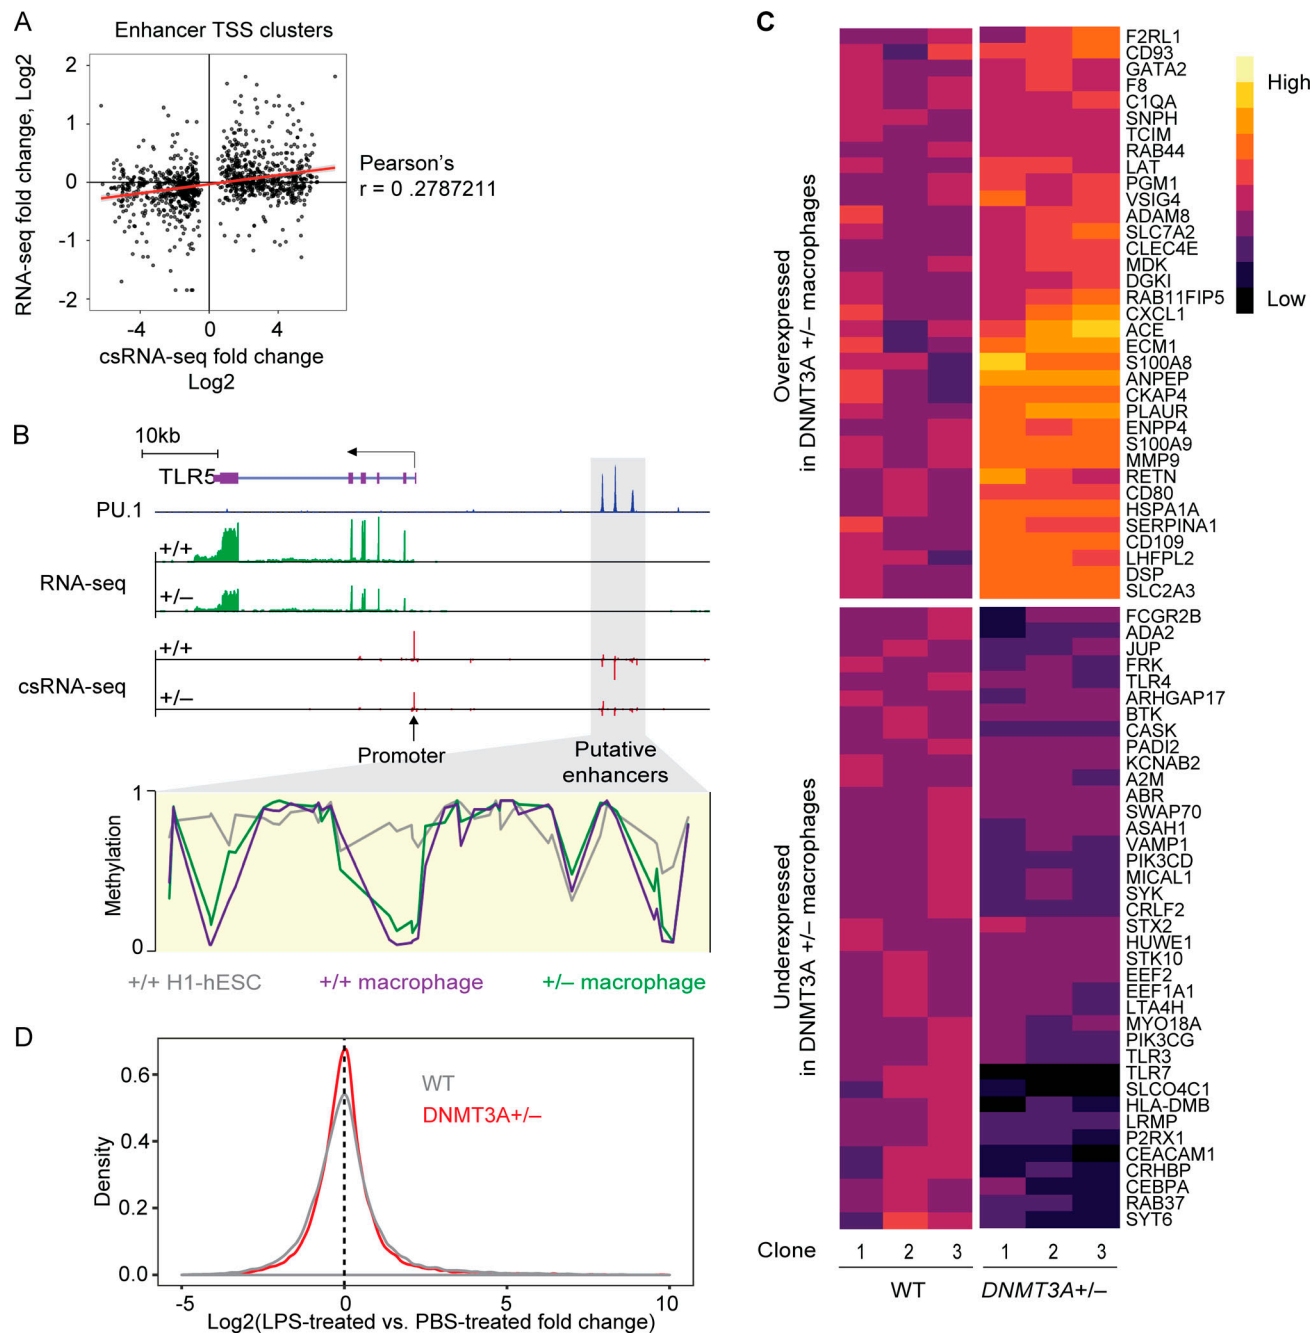 A
Enhancer TSS clusters
RNA-seq fold change, Log2
2
1
0
-1
-2
-4
0
4
csRNA-seq fold change
Log2
Pearson's
r = 0 .2787211
B
10kb
TLR5
PU.1
+/+
RNA-seq
+/–
+/+
csRNA-seq
+/–
Promoter
Putative
enhancers
1
Methylation
0
+/+ H1-hESC
+/+ macrophage
+/– macrophage
C
Overexpressed
in DNMT3A +/– macrophages
F2RL1
CD93
GATA2
F8
C1QA
SNPH
TCIM
RAB44
LAT
PGM1
VSIG4
ADAM8
SLC7A2
CLEC4E
MDK
DGKI
RAB11FIP5
CXCL1
ACE
ECM1
S100A8
ANPEP
CKAP4
PLAUR
ENPP4
S100A9
MMP9
RETN
CD80
HSPA1A
SERPINA1
CD109
LHFPL2
DSP
SLC2A3
High
Low
Underexpressed
in DNMT3A +/– macrophages
FCGR2B
ADA2
JUP
FRK
TLR4
ARHGAP17
BTK
CASK
PADI2
KCNAB2
A2M
ABR
SWAP70
ASAH1
VAMP1
PIK3CD
MICAL1
SYK
CRLF2
STX2
HUWE1
STK10
EEF2
EEF1A1
LTA4H
MYO18A
PIK3CG
TLR3
TLR7
SLCO4C1
HLA-DMB
LRMP
P2RX1
CEACAM1
CRHBP
CEBPA
RAB37
SYT6
Clone
1 2 3
1 2 3
WT
DNMT3A+/–
D
Density
0.6
0.4
0.2
0.0
WT
DNMT3A+/–
-5
0
5
10
Log2(LPS-treated vs. PBS-treated fold change)